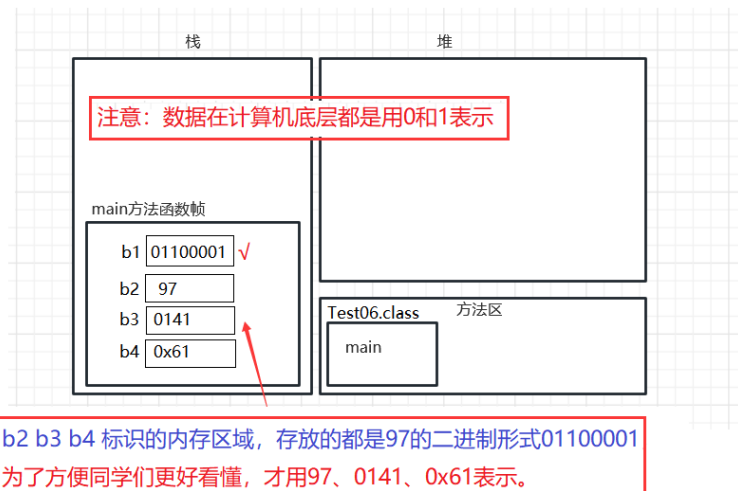 栈
堆
注意：数据在计算机底层都是用0和1表示
main方法函数帧
b1 01100001 √
b2 97
b3 0141
b4 0x61
Test06.class
方法区
main
b2 b3 b4 标识的内存区域，存放的都是97的二进制形式01100001
为了方便同学们更好看懂，才用97、0141、0x61表示。